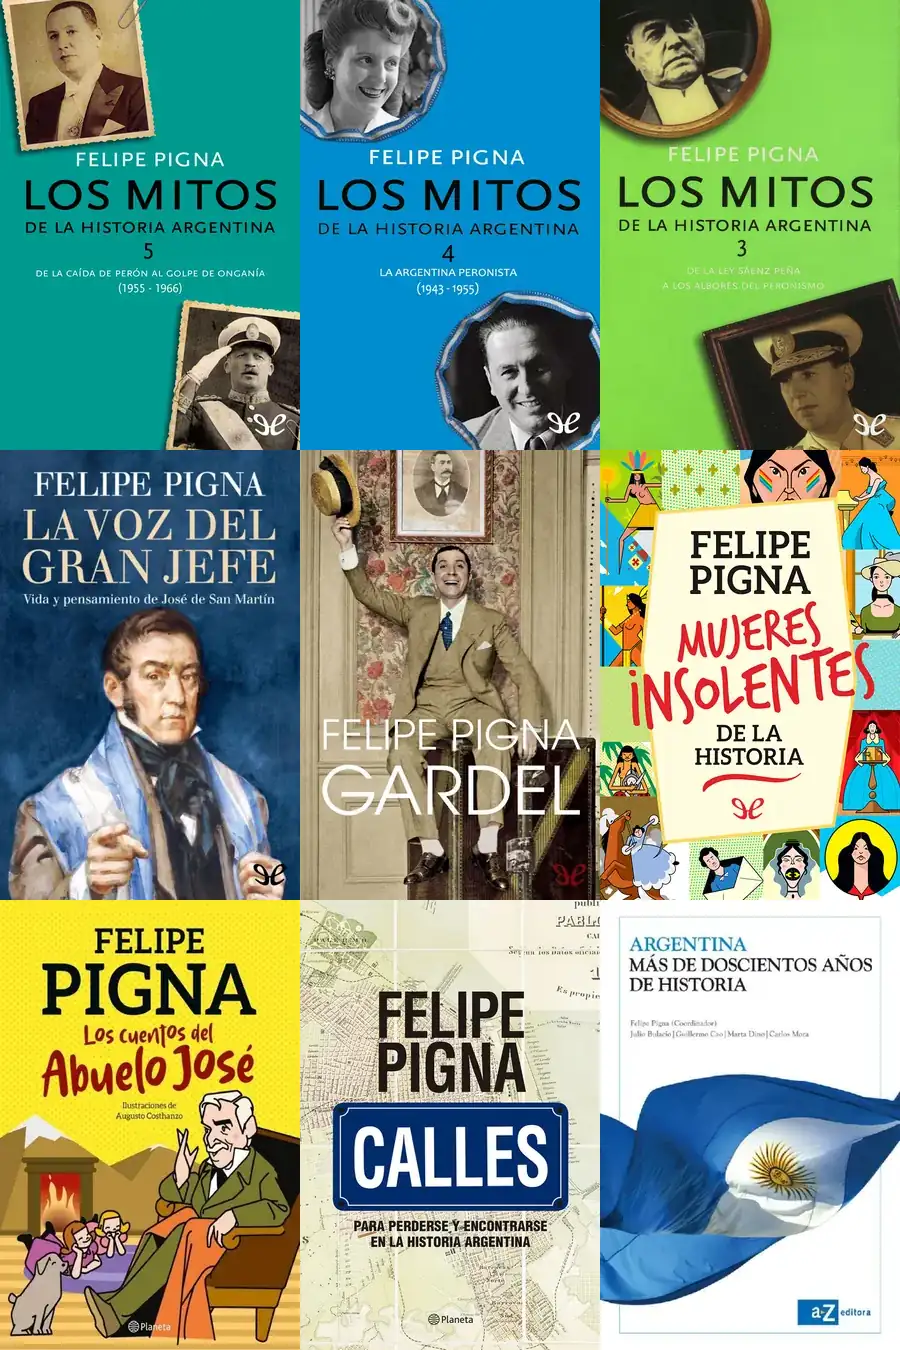 FELIPE PIGNA
LOS MITOS
DE LA HISTORIA ARGENTINA
5
DE LA CAÍDA DE PERÓN AL GOLPE DE ONGANÍA
(1955 - 1966)
FELIPE PIGNA
LOS MITOS
DE LA HISTORIA ARGENTINA
4
LA ARGENTINA PERONISTA
(1943 - 1955)
FELIPE PIGNA
LOS MITOS
DE LA HISTORIA ARGENTINA
3
DE LA LEY SÁENZ PEÑA
A LOS ALBORES DEL PERONISMO
FELIPE PIGNA
LA VOZ DEL
GRAN JEFE
Vida y pensamiento de José de San Martín
FELIPE PIGNA
GARDEL
FELIPE
PIGNA
MUJERES
iNSOLENTES
DE LA
HISTORIA
FELIPE
PIGNA
Los cuentos del
Abuelo José
Ilustraciones de
Augusto Costhanzo
Planeta
FELIPE
PIGNA
CALLES
PARA PERDERSE Y ENCONTRARSE
EN LA HISTORIA ARGENTINA
Planeta
ARGENTINA
MÁS DE DOSCIENTOS AÑOS
DE HISTORIA
Felipe Pigna (Coordinador)
Julio Bulacio | Guillermo Cao | Marta Dino | Carlos Mora
a-Z editora